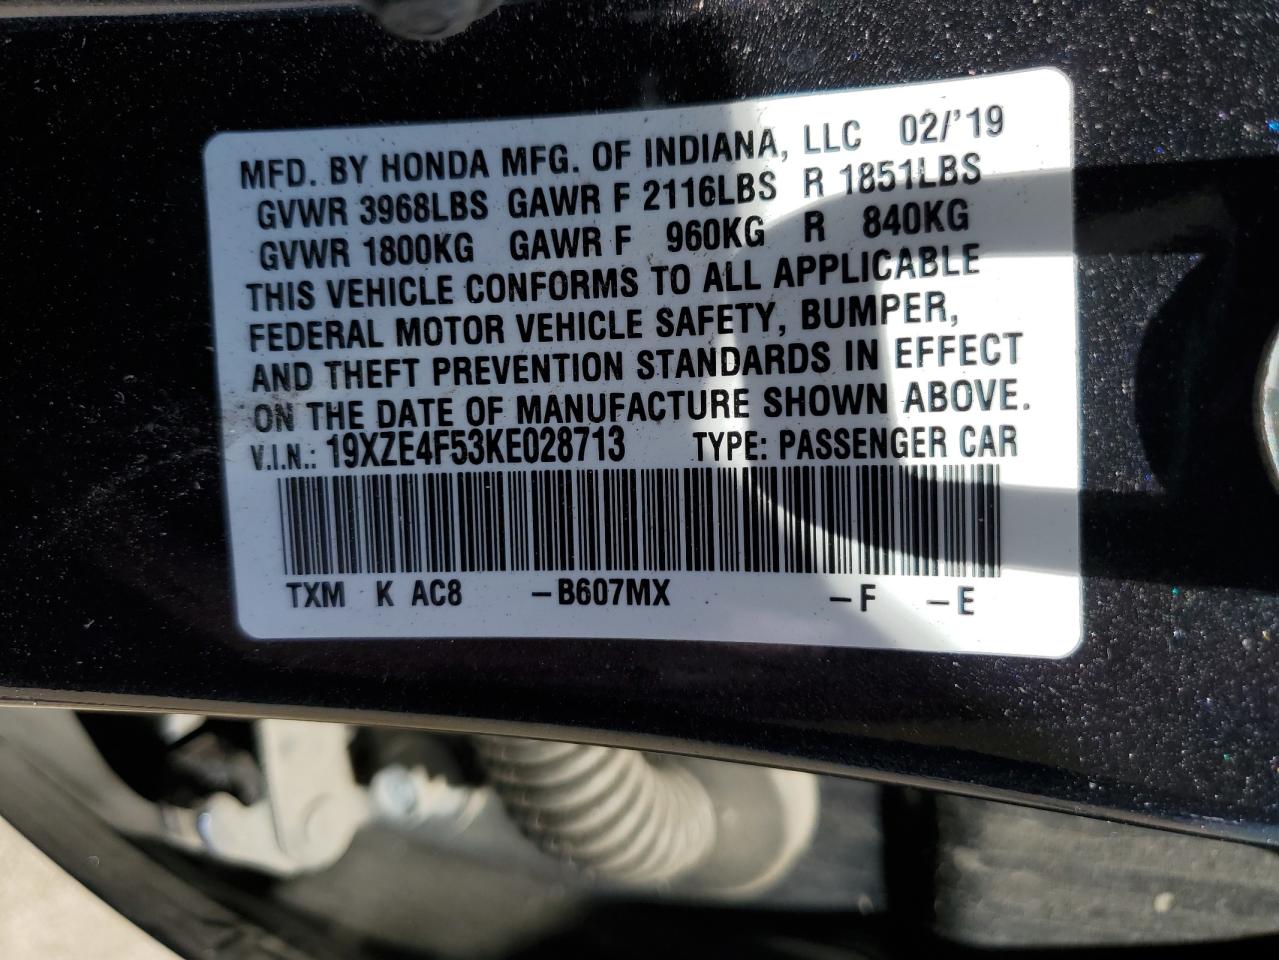 MFD. BY HONDA MFG. OF INDIANA, LLC 02/'19
GVWR 3968LBS GAWR F 2116LBS R 1851LBS
GVWR 1800KG GAWR F 960KG R 840KG
THIS VEHICLE CONFORMS TO ALL APPLICABLE
FEDERAL MOTOR VEHICLE SAFETY, BUMPER,
AND THEFT PREVENTION STANDARDS IN EFFECT
ON THE DATE OF MANUFACTURE SHOWN ABOVE.
V.I.N.: 19XZE4F53KE028713 TYPE: PASSENGER CAR
TXM K AC8 –B607MX –F –E